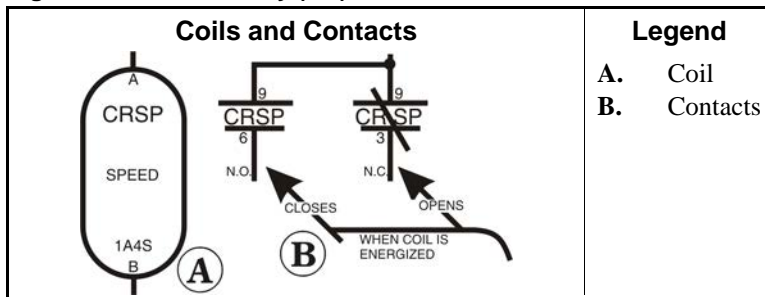 Coils and Contacts
Legend
A. Coil
B. Contacts
A
CRSP
SPEED
1A4S
B
A
9
CRSP
6
N.O.
9
CRSP
3
N.C.
CLOSES
OPENS
B
WHEN COIL IS
ENERGIZED